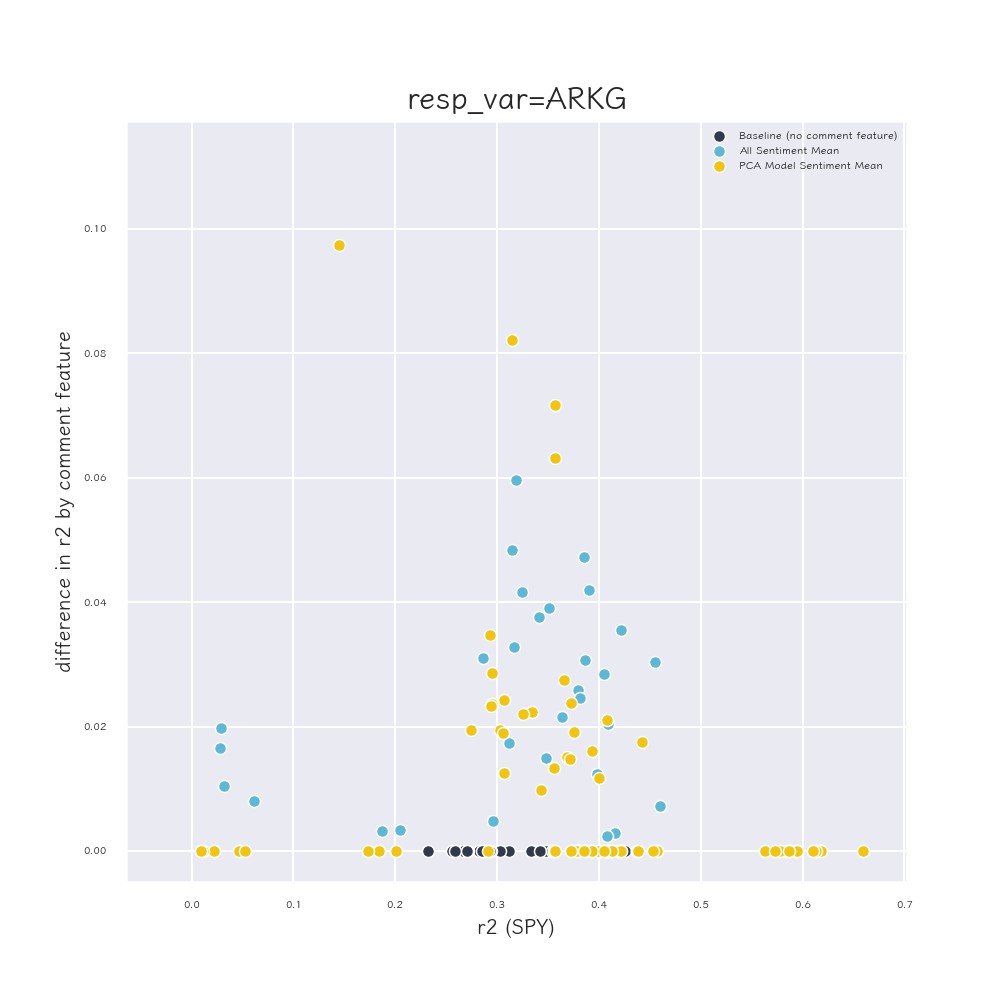 resp_var=ARKG
Baseline (no comment feature)
All Sentiment Mean
PCA Model Sentiment Mean
difference in r2 by comment feature
0.10
0.08
0.06
0.04
0.02
0.00
0.0 0.1 0.2 0.3 0.4 0.5 0.6 0.7
r2 (SPY)